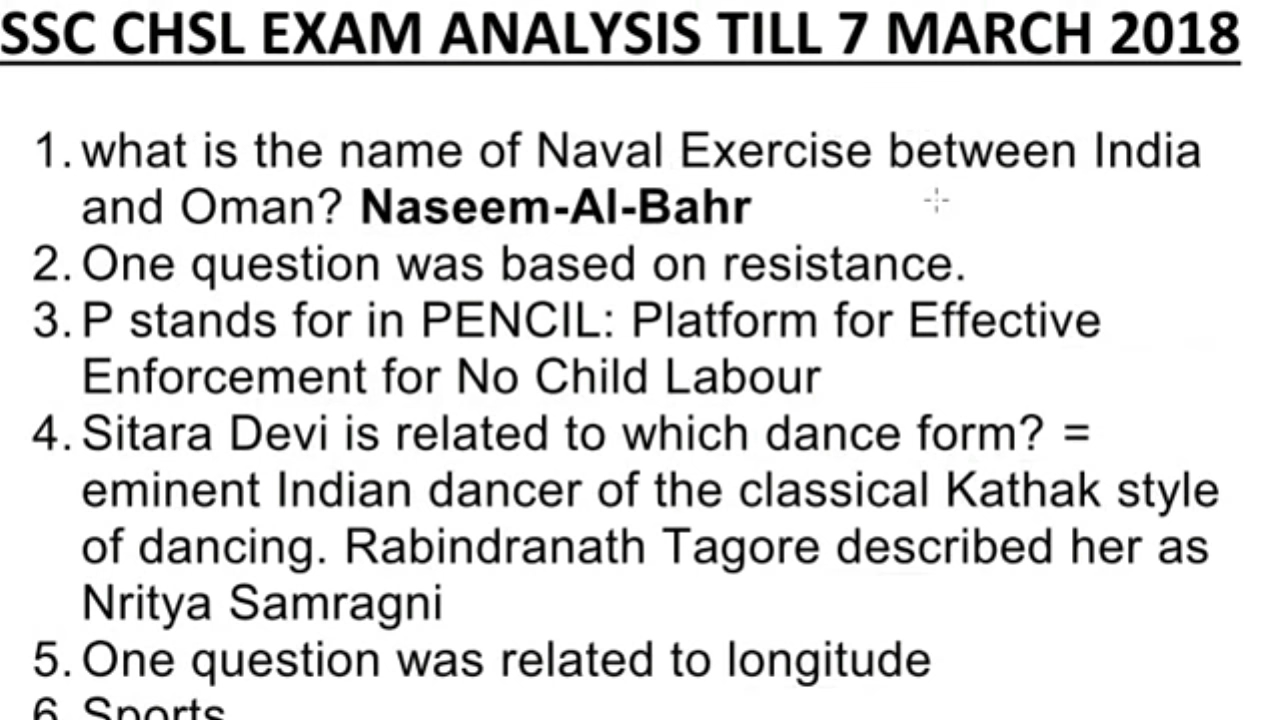 SSC CHSL EXAM ANALYSIS TILL 7 MARCH 2018
1. what is the name of Naval Exercise between India
and Oman? Naseem-Al-Bahr
2. One question was based on resistance.
3. P stands for in PENCIL: Platform for Effective
Enforcement for No Child Labour
4. Sitara Devi is related to which dance form? =
eminent Indian dancer of the classical Kathak style
of dancing. Rabindranath Tagore described her as
Nritya Samragni
5. One question was related to longitude
6. Sports